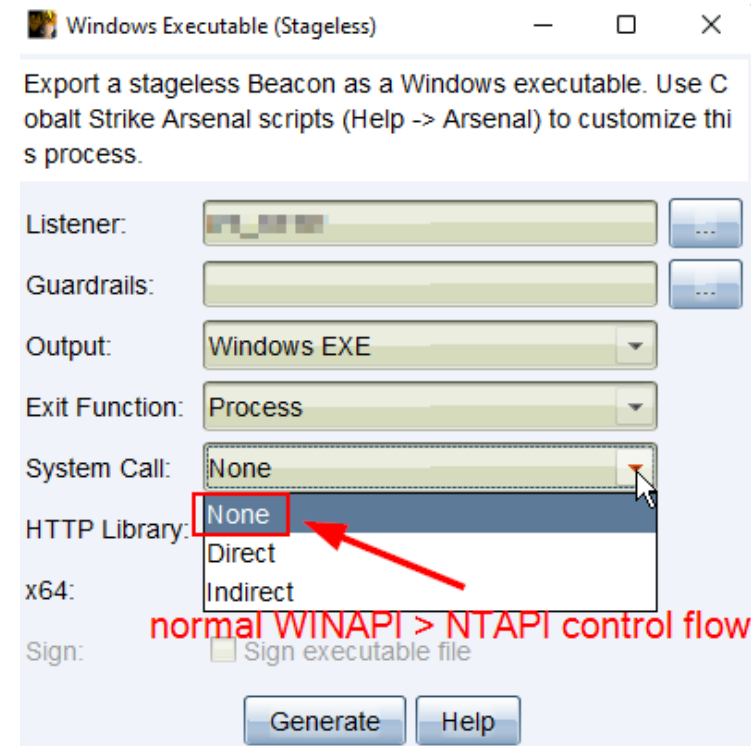 Windows Executable (Stageless)
Export a stageless Beacon as a Windows executable. Use C
obalt Strike Arsenal scripts (Help -> Arsenal) to customize thi
s process.
Listener:
...
Guardrails:
...
Output: Windows EXE
Exit Function: Process
System Call: None
None
HTTP Library:
Direct
x64:
Indirect
normal WINAPI > NTAPI control flow
Sign: Sign executable file
Generate Help